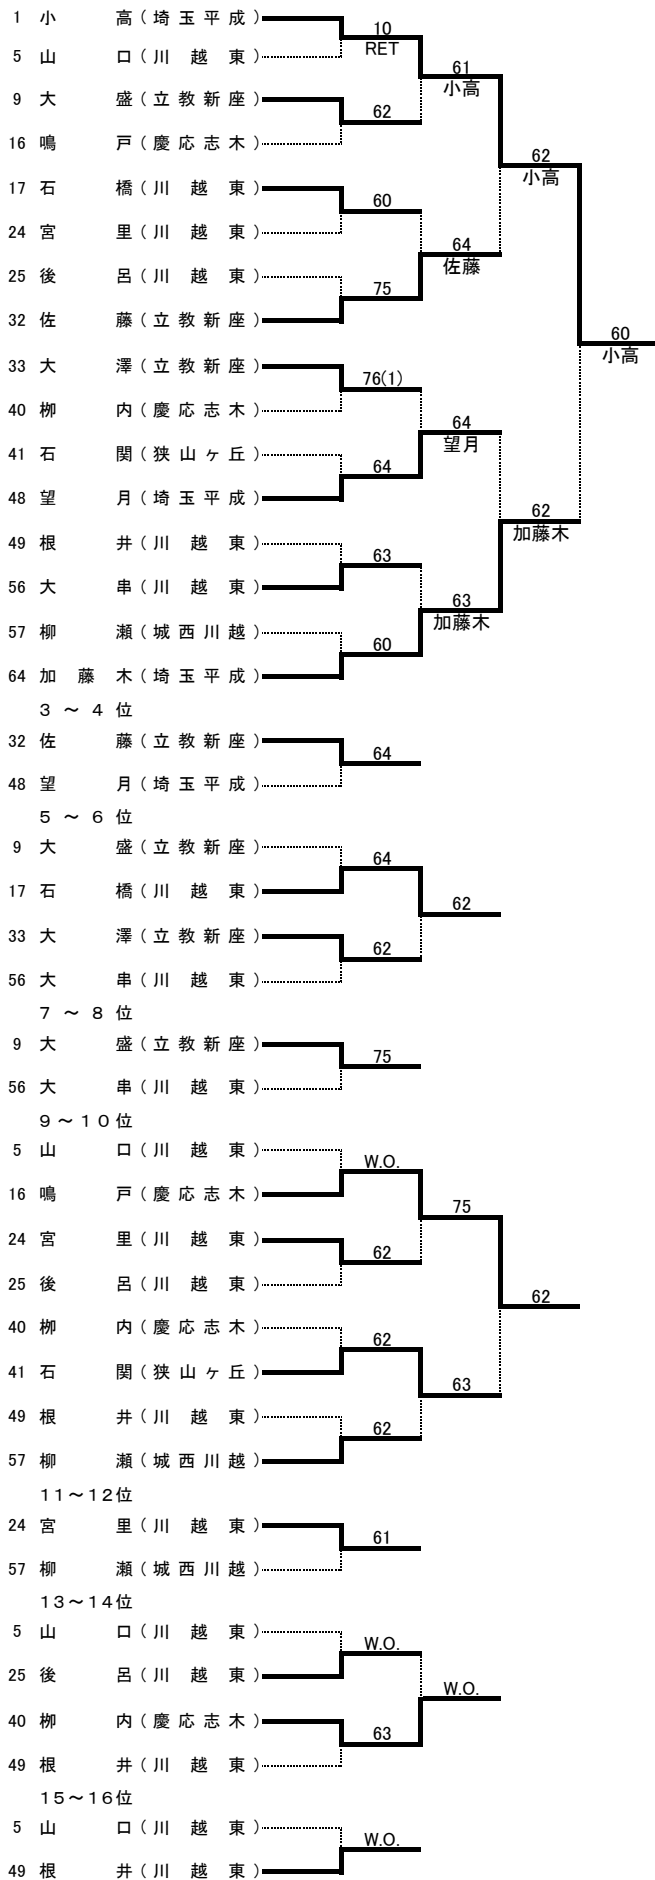 1 小高(埼玉平成)
10
RET
5 山口(川越東)
61
小高
9 大盛(立教新座)
62
16 鳴戸(慶応志木)
62
小高
17 石橋(川越東)
60
24 宮里(川越東)
64
佐藤
25 後呂(川越東)
75
32 佐藤(立教新座)
60
小高
33 大澤(立教新座)
76(1)
40 栁内(慶応志木)
64
望月
41 石関(狭山ヶ丘)
64
48 望月(埼玉平成)
62
加藤木
49 根井(川越東)
63
56 大串(川越東)
63
加藤木
57 柳瀬(城西川越)
60
64 加藤木(埼玉平成)
3～4位
32 佐藤(立教新座)
64
48 望月(埼玉平成)
5～6位
9 大盛(立教新座)
64
17 石橋(川越東)
62
33 大澤(立教新座)
62
56 大串(川越東)
7～8位
9 大盛(立教新座)
75
56 大串(川越東)
9～10位
5 山口(川越東)
W.O.
16 鳴戸(慶応志木)
75
24 宮里(川越東)
62
25 後呂(川越東)
62
40 栁内(慶応志木)
62
41 石関(狭山ヶ丘)
63
49 根井(川越東)
62
57 柳瀬(城西川越)
11～12位
24 宮里(川越東)
61
57 柳瀬(城西川越)
13～14位
5 山口(川越東)
W.O.
25 後呂(川越東)
W.O.
40 栁内(慶応志木)
63
49 根井(川越東)
15～16位
5 山口(川越東)
W.O.
49 根井(川越東)